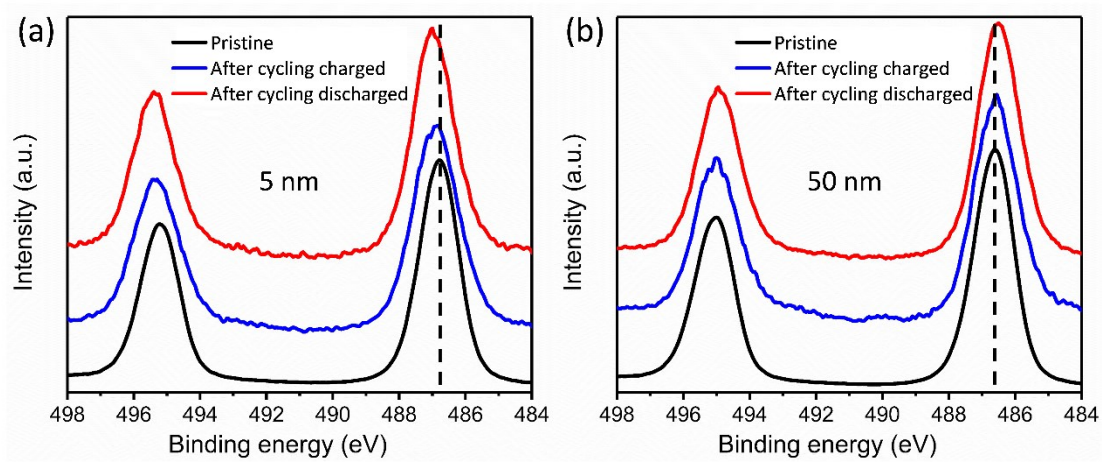 (a)
Pristine
After cycling charged
After cycling discharged
5 nm
Intensity (a.u.)
498 496 494 492 490 488 486 484
Binding energy (eV)
(b)
Pristine
After cycling charged
After cycling discharged
50 nm
Intensity (a.u.)
498 496 494 492 490 488 486 484
Binding energy (eV)